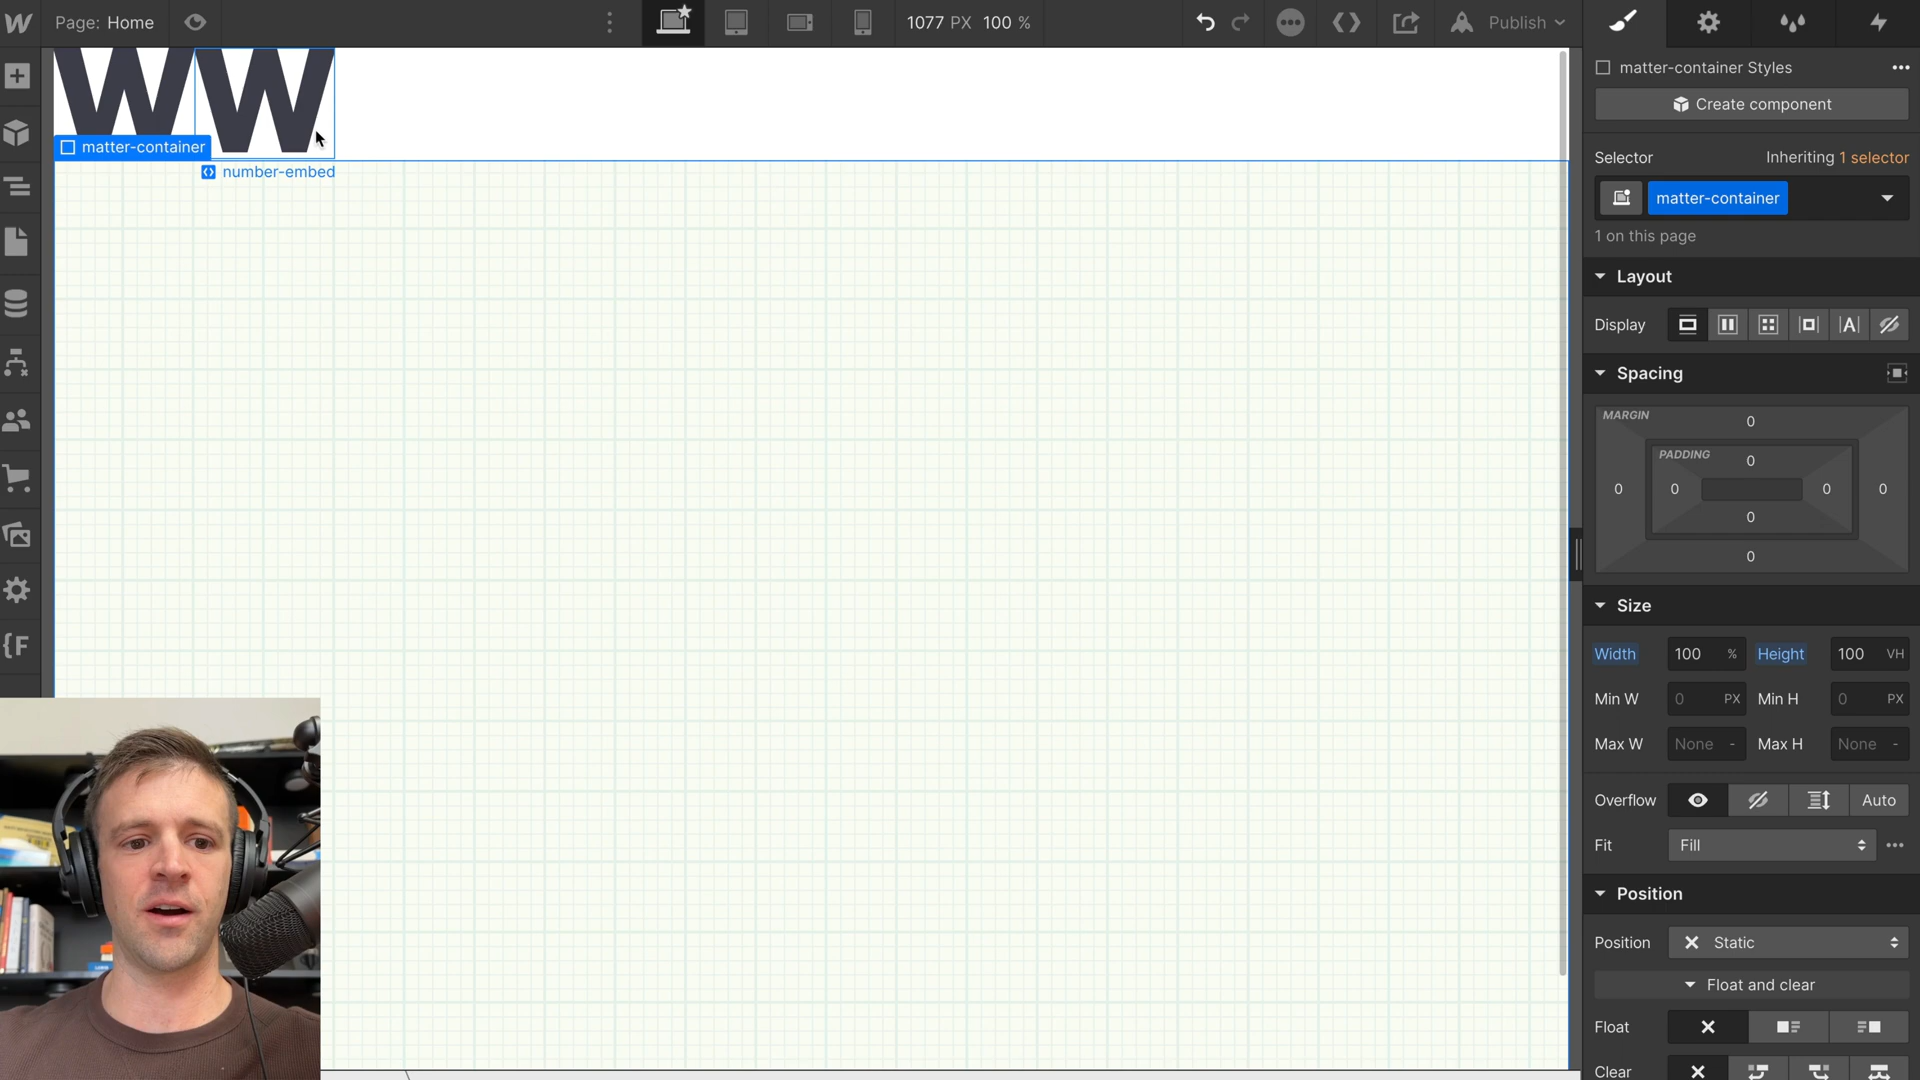 Page: Home
1077 PX 100 %
Publish
matter-container Styles
Create component
WW
matter-container
number-embed
Selector
Inheriting 1 selector
matter-container
1 on this page
Layout
Display
Spacing
MARGIN
0
PADDING
0
0 0 0 0
0
0
Size
Width 100 % Height 100 VH
Min W 0 PX Min H 0 PX
Max W None - Max H None -
Overflow Auto
Fit Fill
Position
Position Static
Float and clear
Float
Clear
{F